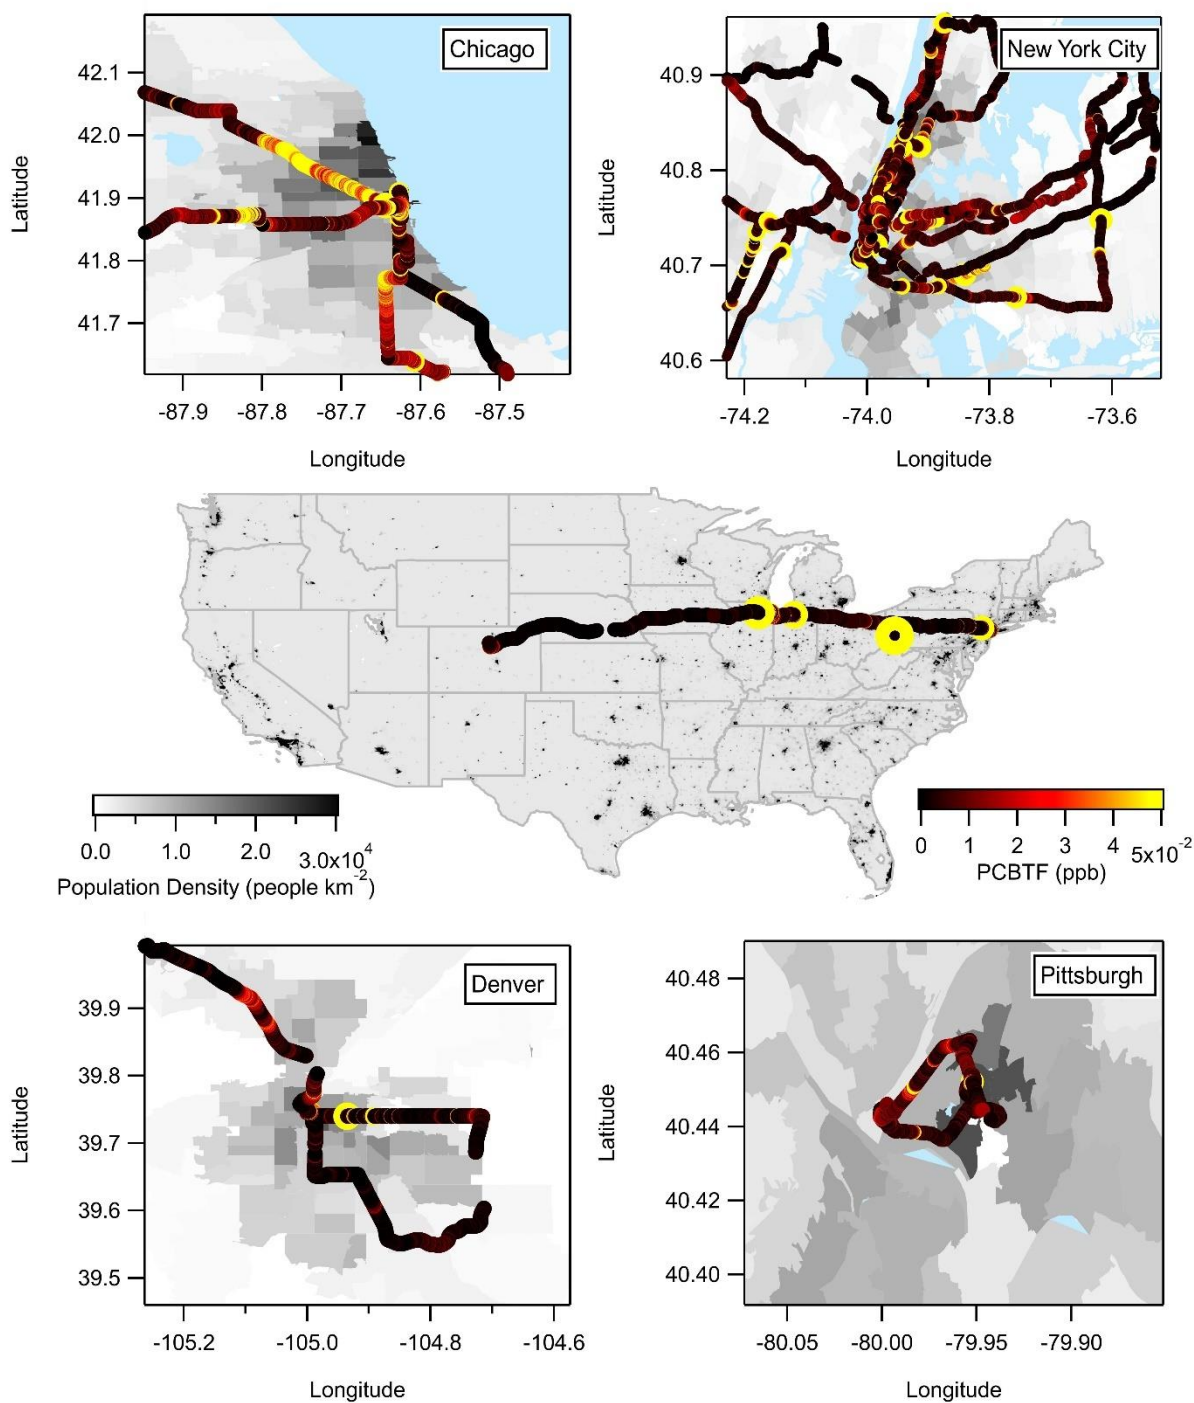 Chicago
42.1
42.0
41.9
41.8
41.7
Latitude
-87.9 -87.8 -87.7 -87.6 -87.5
Longitude
New York City
40.9
40.8
40.7
40.6
Latitude
-74.2 -74.0 -73.8 -73.6
Longitude
0.0 1.0 2.0 3.0x10⁴
Population Density (people km⁻²)
0 1 2 3 4 5x10⁻²
PCBTF (ppb)
Denver
39.9
39.8
39.7
39.6
39.5
Latitude
-105.2 -105.0 -104.8 -104.6
Longitude
Pittsburgh
40.48
40.46
40.44
40.42
40.40
Latitude
-80.05 -80.00 -79.95 -79.90
Longitude